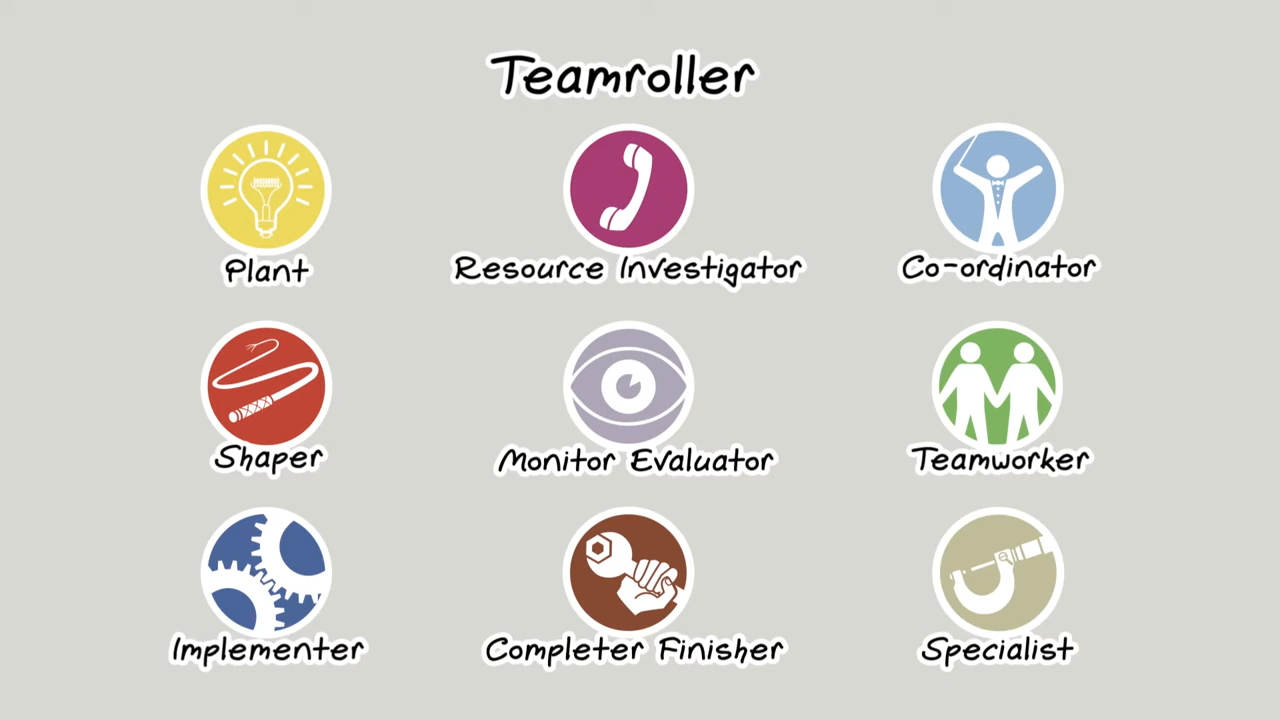 Teamroller
Plant
Resource Investigator
Co-ordinator
Shaper
Monitor Evaluator
Teamworker
Implementer
Completer Finisher
Specialist